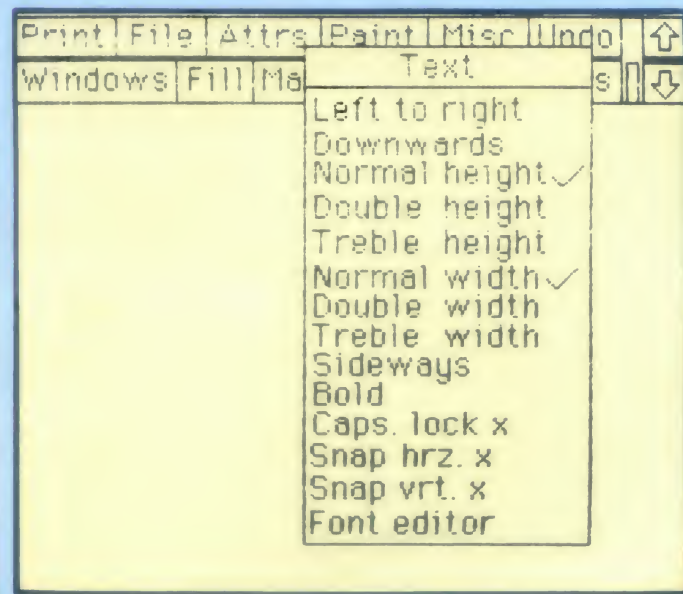 Print File Attrs Paint Misc Undo
Windows Fill Ma s
Text
Left to right
Downwards
Normal height ✓
Double height
Treble height
Normal width ✓
Double width
Treble width
Sideways
Bold
Caps. lock x
Snap hrz. x
Snap vrt. x
Font editor